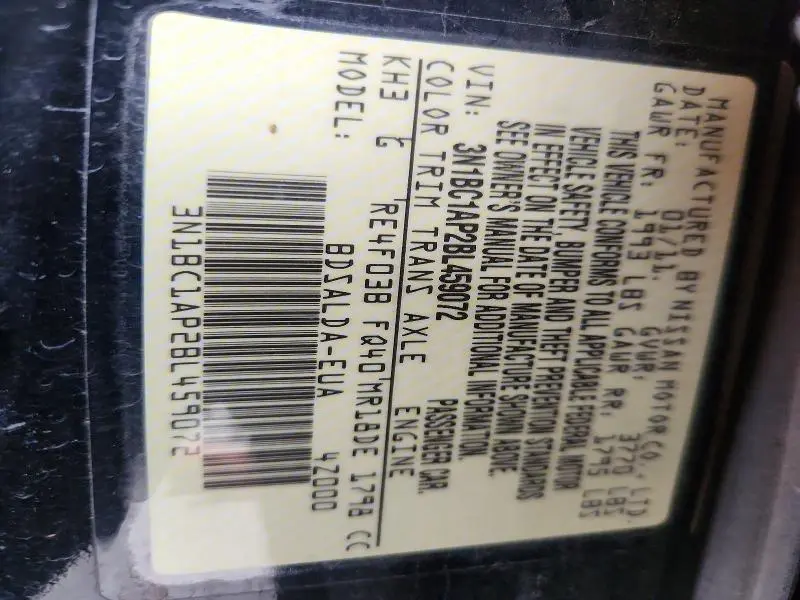 MANUFACTURED BY NISSAN MOTOR CO., LTD.
DATE: 01/11 GVWR: 3770 LBS
GAWR FR: 1993 LBS GAWR RR: 1795 LBS
THIS VEHICLE CONFORMS TO ALL APPLICABLE FEDERAL MOTOR
VEHICLE SAFETY, BUMPER AND THEFT PREVENTION STANDARDS
IN EFFECT ON THE DATE OF MANUFACTURE SHOWN ABOVE.
SEE OWNER'S MANUAL FOR ADDITIONAL INFORMATION.
VIN: 3N1BC1AP2BL459072 PASSENGER CAR.
COLOR TRIM TRANS AXLE ENGINE
KH3 G RE4F03B FQ40 MR18DE 1798 CC
MODEL: BDSALDA-EUA 4Z000
3N1BC1AP2BL459072